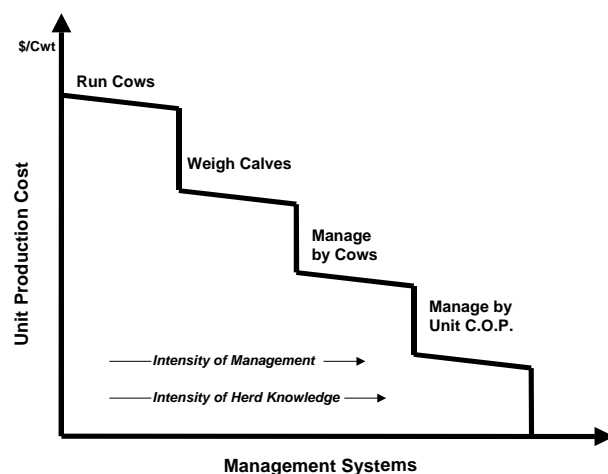 $/Cwt
Run Cows
Weigh Calves
Manage
by Cows
Manage by
Unit C.O.P.
Unit Production Cost
Intensity of Management
Intensity of Herd Knowledge
Management Systems